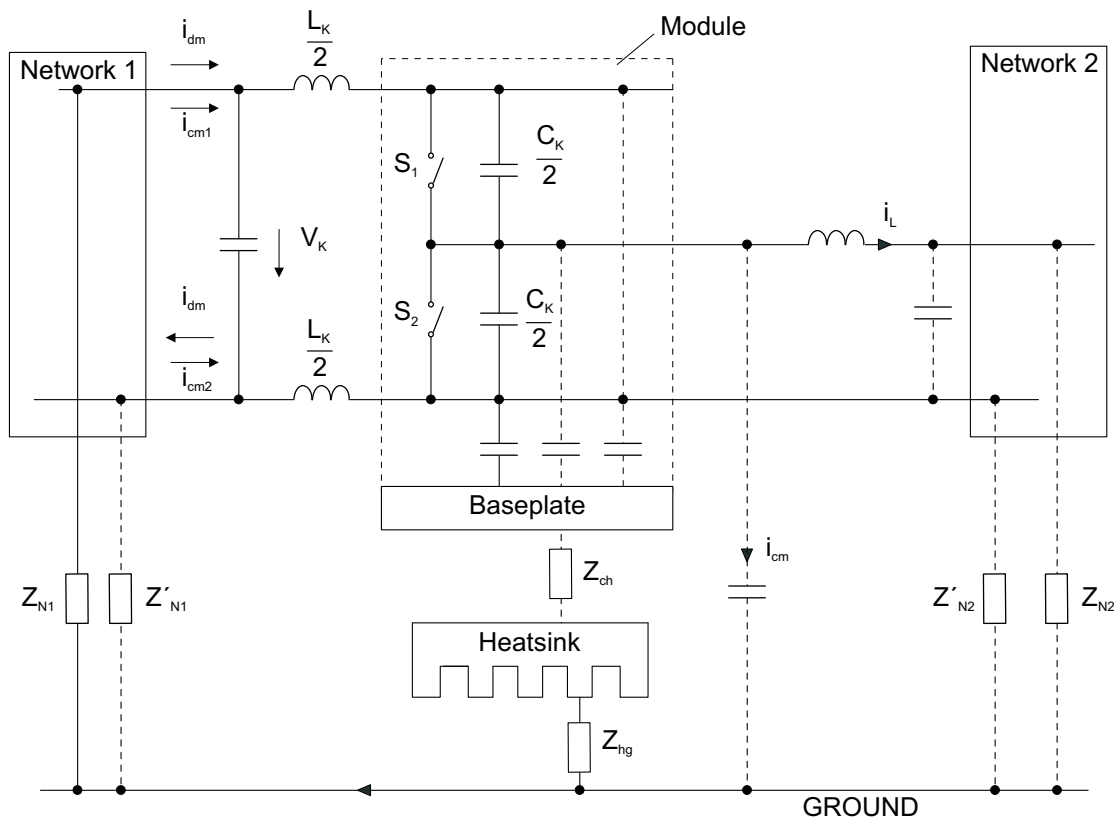 Module
Network 1
i_dm
L_K
2
i_cm1
Network 2
S_1
C_K
2
V_K
i_L
i_dm
S_2
C_K
2
L_K
2
i_cm2
Baseplate
Z_N1
Z´_N1
Z_ch
i_cm
Z´_N2
Z_N2
Heatsink
Z_hg
GROUND